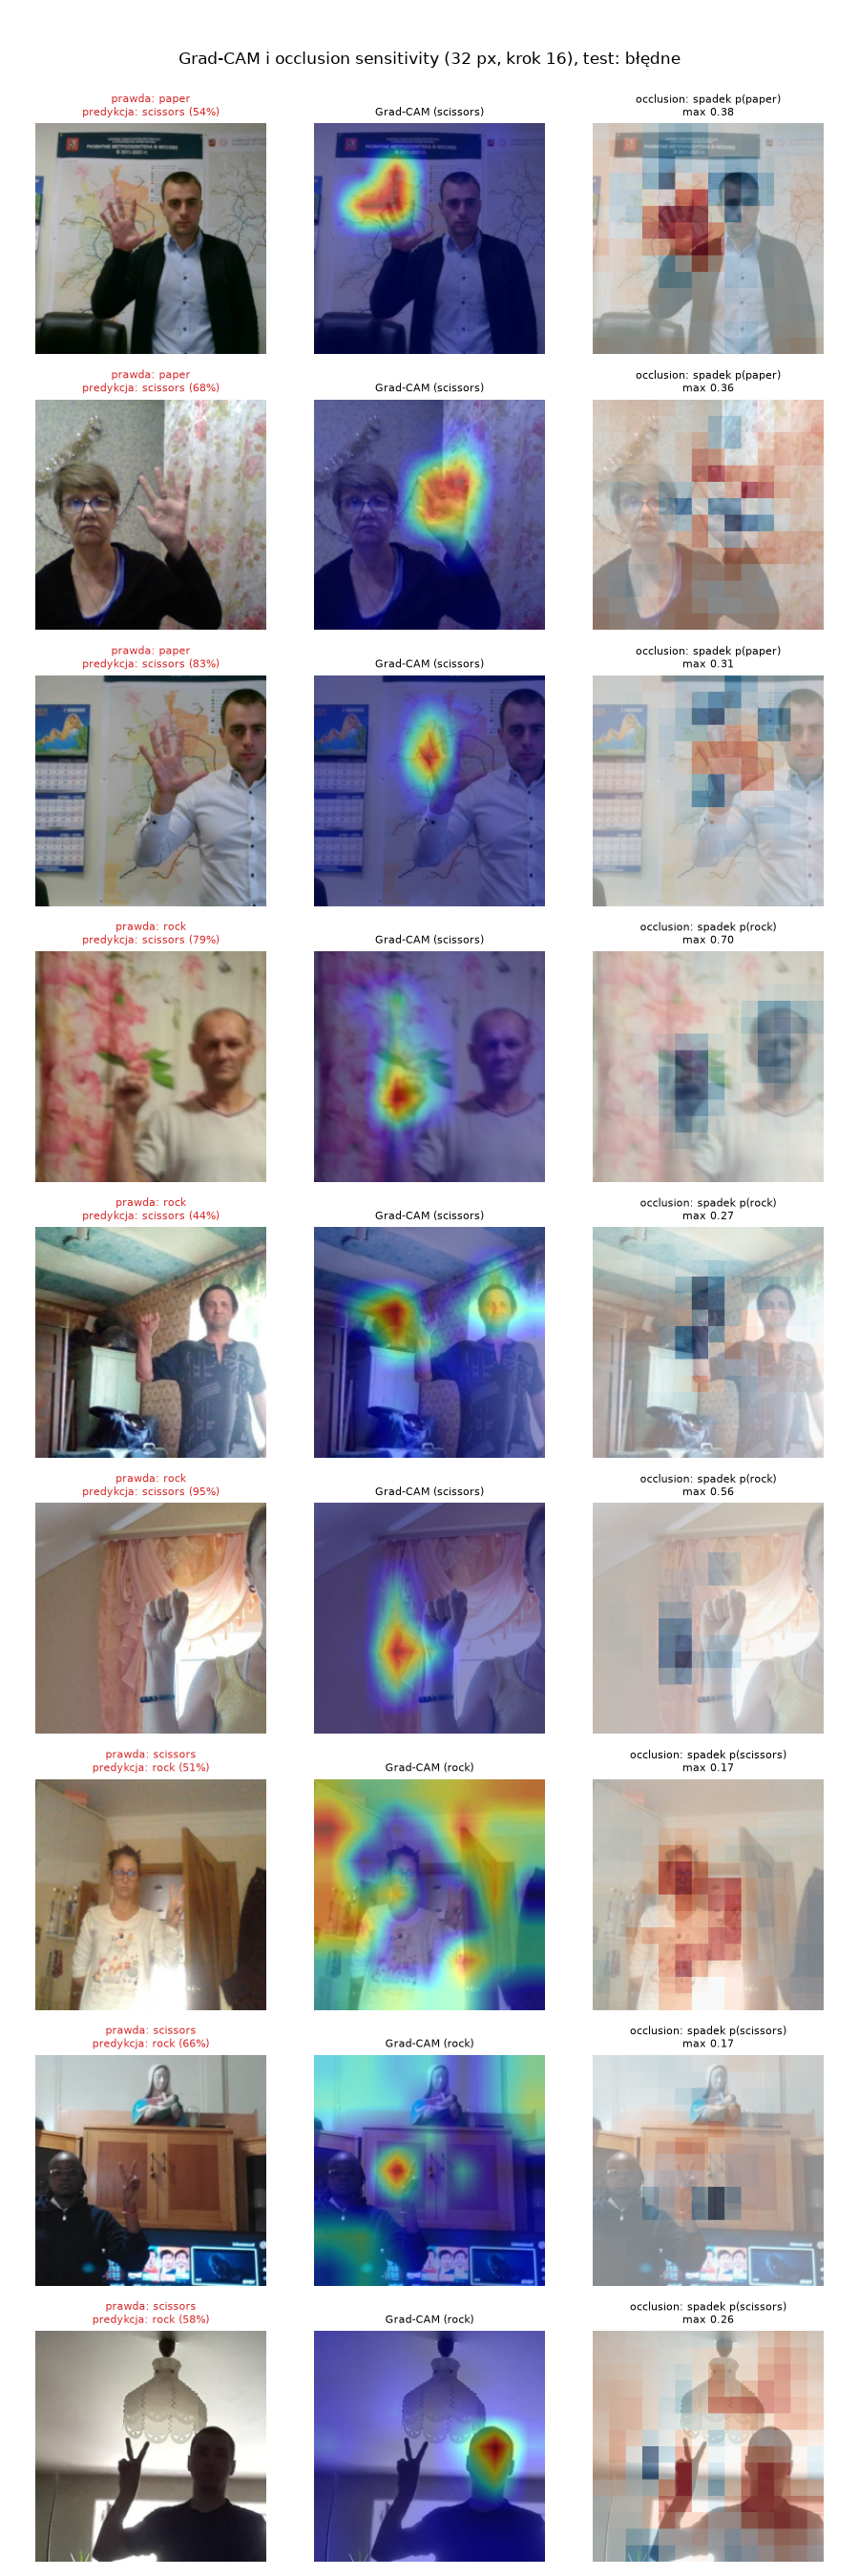 Grad-CAM i occlusion sensitivity (32 px, krok 16), test: błędne
prawda: paper
predykcja: scissors (54%)
Grad-CAM (scissors)
occlusion: spadek p(paper)
max 0.38
РАЗВИТИЕ МЕТРОПОЛИТЕНА В МОСКВЕ
В 2011-2023 гг
prawda: paper
predykcja: scissors (68%)
Grad-CAM (scissors)
occlusion: spadek p(paper)
max 0.36
prawda: paper
predykcja: scissors (83%)
Grad-CAM (scissors)
occlusion: spadek p(paper)
max 0.31
prawda: rock
predykcja: scissors (79%)
Grad-CAM (scissors)
occlusion: spadek p(rock)
max 0.70
prawda: rock
predykcja: scissors (44%)
Grad-CAM (scissors)
occlusion: spadek p(rock)
max 0.27
prawda: rock
predykcja: scissors (95%)
Grad-CAM (scissors)
occlusion: spadek p(rock)
max 0.56
prawda: scissors
predykcja: rock (51%)
Grad-CAM (rock)
occlusion: spadek p(scissors)
max 0.17
prawda: scissors
predykcja: rock (66%)
Grad-CAM (rock)
occlusion: spadek p(scissors)
max 0.17
prawda: scissors
predykcja: rock (58%)
Grad-CAM (rock)
occlusion: spadek p(scissors)
max 0.26